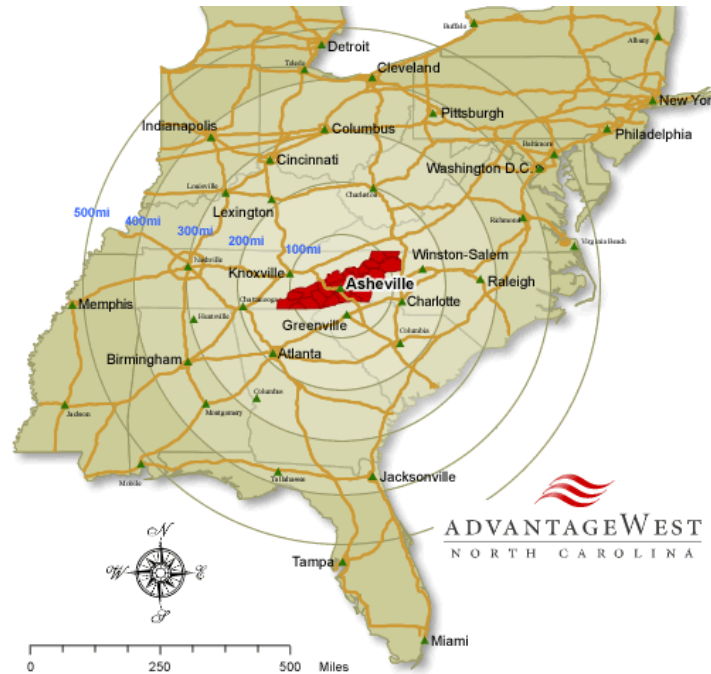 Buffalo
Albany
Detroit
Toledo
Cleveland
New York
Pittsburgh
Indianapolis
Columbus
Philadelphia
Baltimore
Cincinnati
Washington D.C.
Louisville
Charleston
Lexington
500mi
400mi
300mi
200mi
100mi
Richmond
Virginia Beach
Nashville
Knoxville
Winston-Salem
Asheville
Raleigh
Memphis
Chattanooga
Charlotte
Huntsville
Greenville
Columbia
Birmingham
Atlanta
Columbus
Jackson
Montgomery
Mobile
Tallahassee
Jacksonville
ADVANTAGEWEST
NORTH CAROLINA
N
W
E
S
Tampa
Miami
0
250
500
Miles